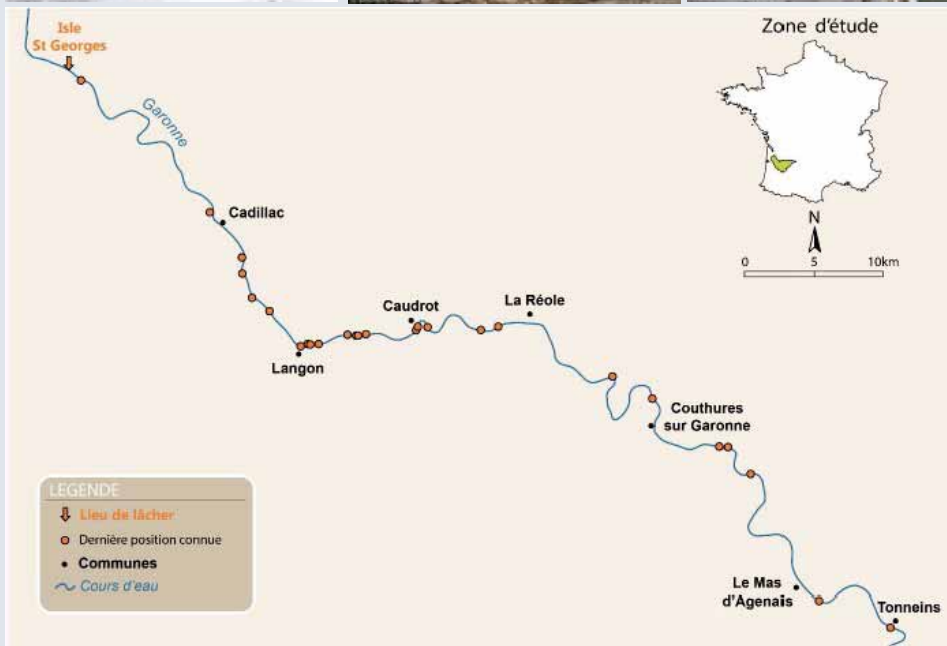 Isle
St Georges
Zone d'étude
Garonne
Cadillac
N
0 5 10km
Caudrot
La Réole
Langon
Couthures
sur Garonne
LEGENDE
Lieu de lâcher
Dernière position connue
Communes
Cours d'eau
Le Mas
d'Agenais
Tonneins